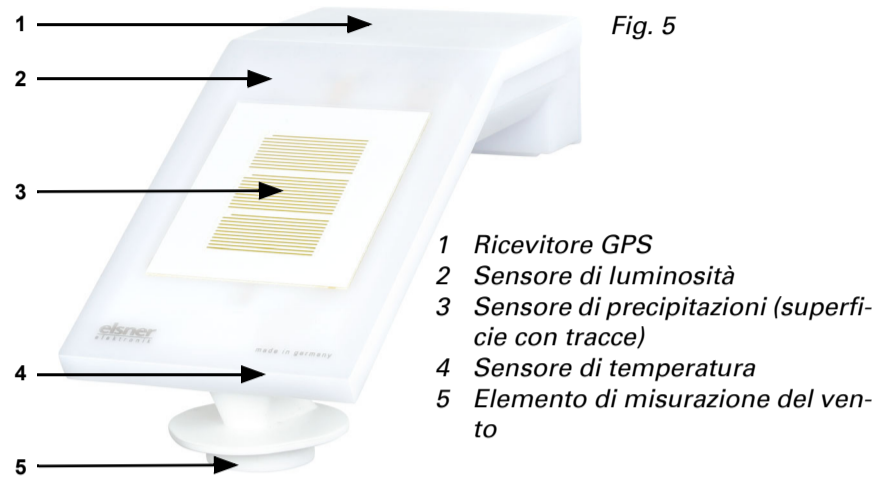 1
Fig. 5
2
3
elsner
elektronik
made in germany
4
5
1 Ricevitore GPS
2 Sensore di luminosità
3 Sensore di precipitazioni (superfi-
cie con tracce)
4 Sensore di temperatura
5 Elemento di misurazione del ven-
to